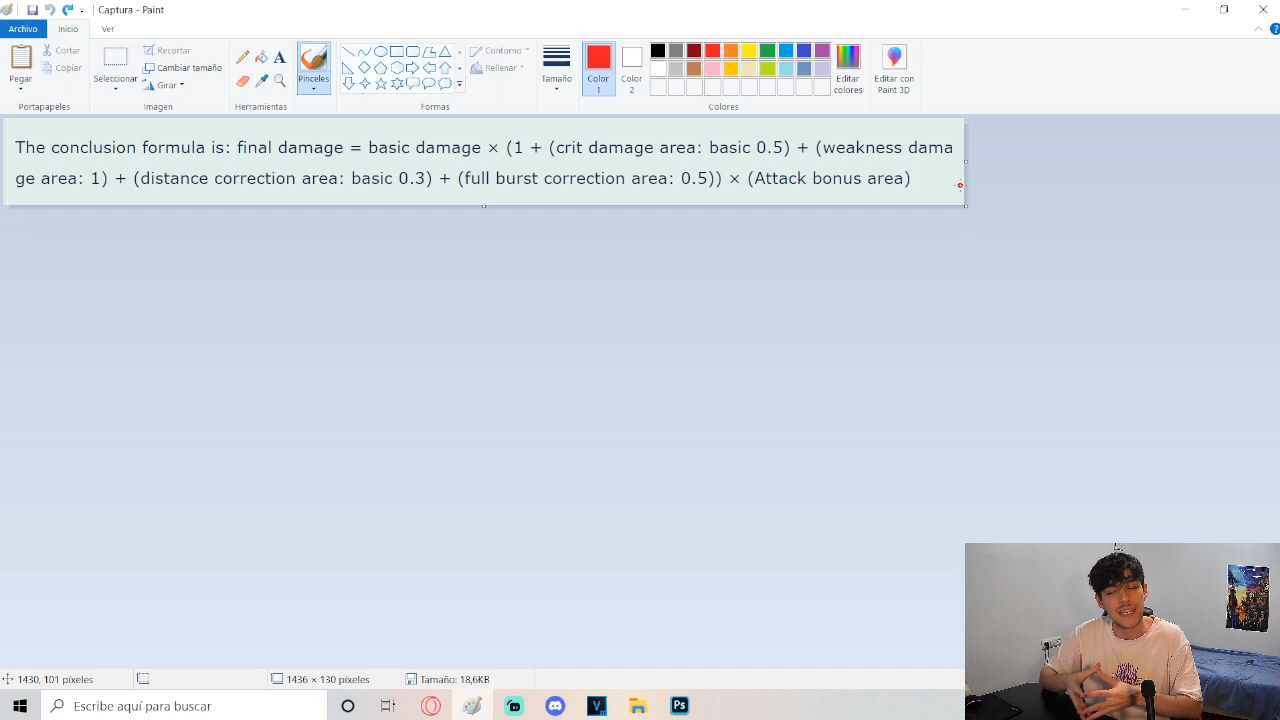 Captura - Paint
Archivo
Inicio
Ver
Pegar
Cortar
Copiar
Portapapeles
Seleccionar
Recortar
Cambiar tamaño
Girar
Imagen
Herramientas
Pinceles
Contorno
Rellenar
Formas
Tamaño
Color
1
Color
2
Editar
colores
Editar con
Paint 3D
Colores
The conclusion formula is: final damage = basic damage × (1 + (crit damage area: basic 0.5) + (weakness dama
ge area: 1) + (distance correction area: basic 0.3) + (full burst correction area: 0.5)) × (Attack bonus area)
1430, 101 píxeles
1436 × 130 píxeles
Tamaño: 18,6KB
Escribe aquí para buscar
Ps